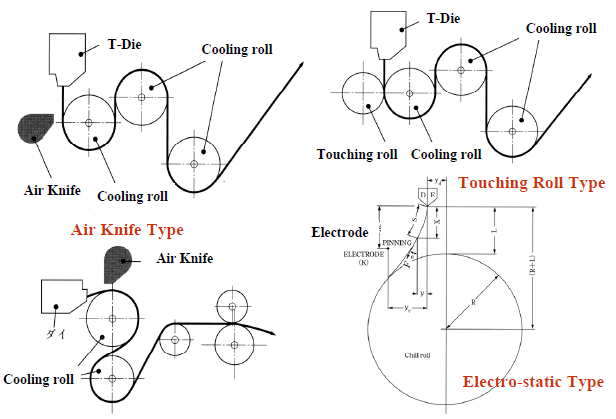 T-Die
Cooling roll
Air Knife
Cooling roll
Air Knife Type
T-Die
Cooling roll
Touching roll
Cooling roll
Touching Roll Type
Air Knife
ダイ
Cooling roll
Electrode
D E
PINNING
ELECTRODE
(K)
S
X
L
(R+L)
y
R
Chill roll
Electro-static Type